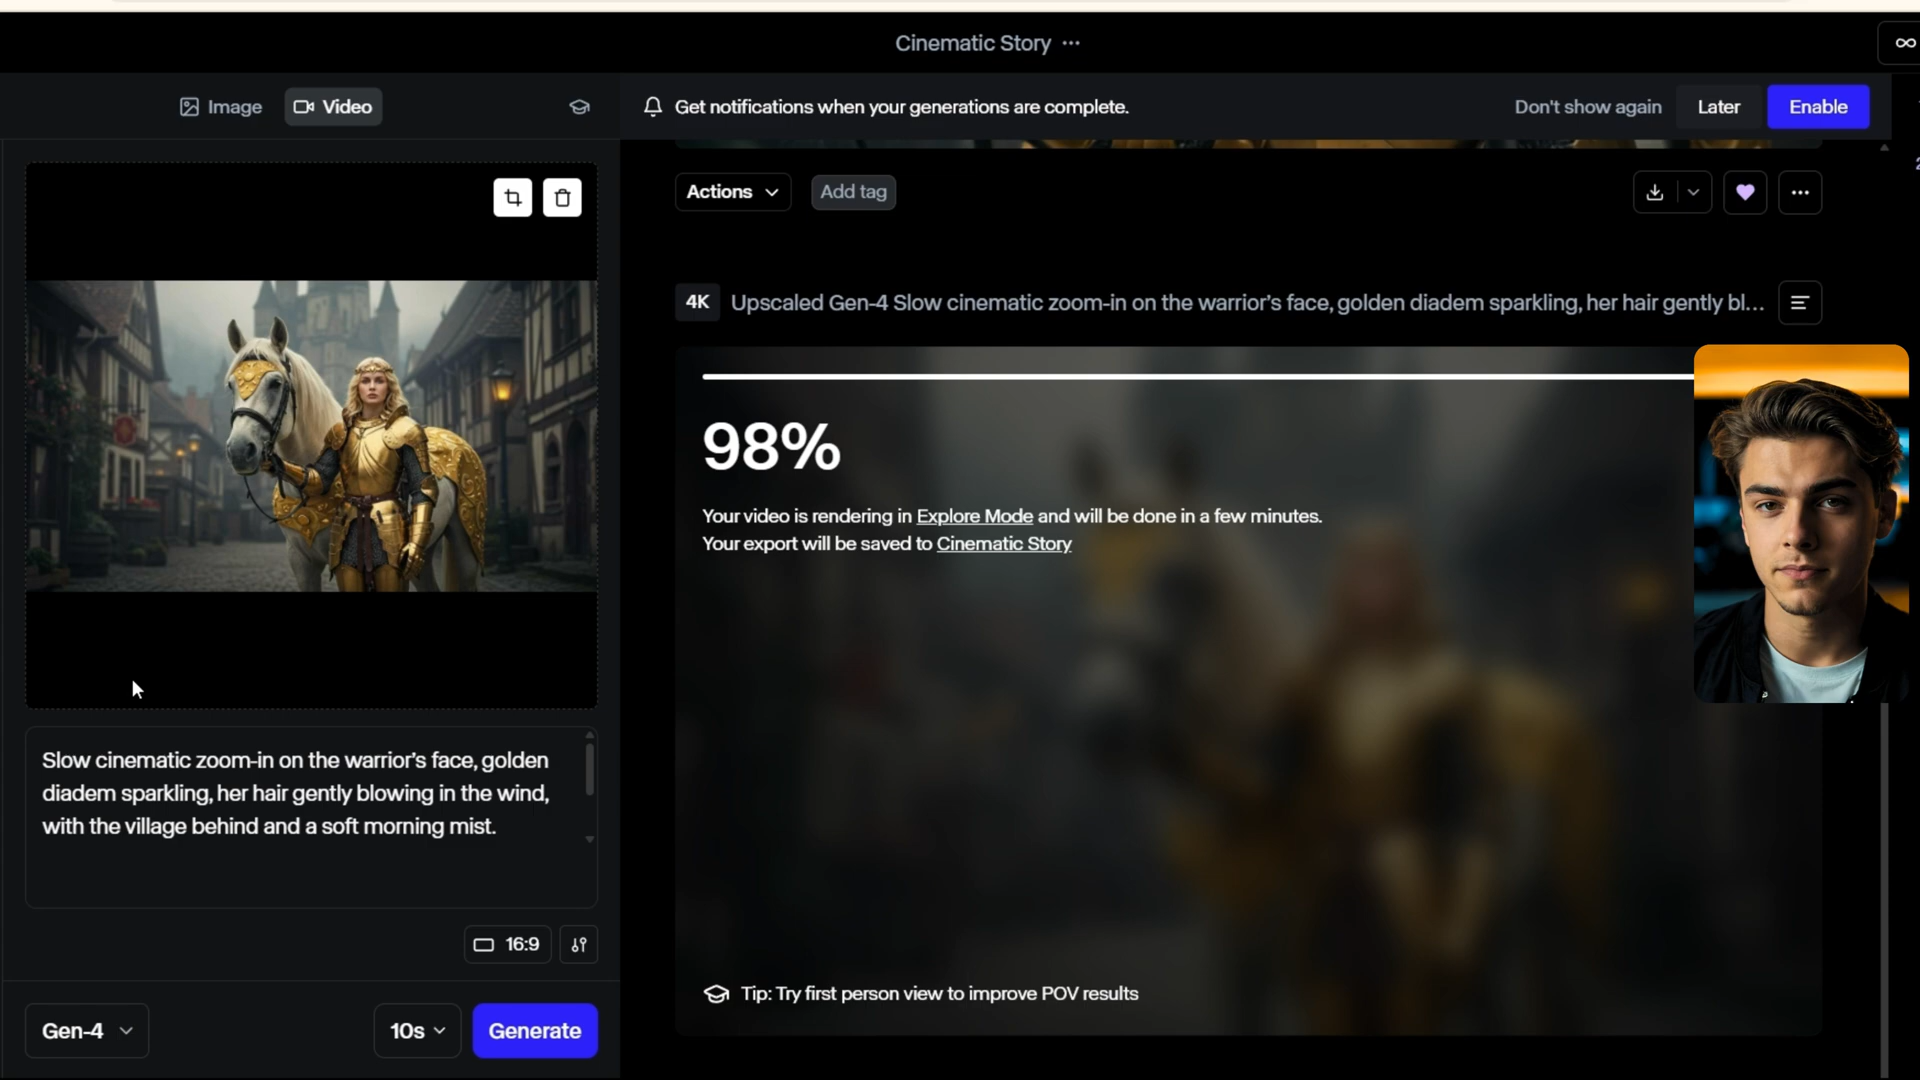 Cinematic Story ...
Image
Video
Get notifications when your generations are complete.
Don't show again
Later
Enable
Actions
Add tag
4K
Upscaled Gen-4 Slow cinematic zoom-in on the warrior’s face, golden diadem sparkling, her hair gently bl...
98%
Your video is rendering in Explore Mode and will be done in a few minutes.
Your export will be saved to Cinematic Story
Slow cinematic zoom-in on the warrior’s face, golden
diadem sparkling, her hair gently blowing in the wind,
with the village behind and a soft morning mist.
16:9
Tip: Try first person view to improve POV results
Gen-4
10s
Generate